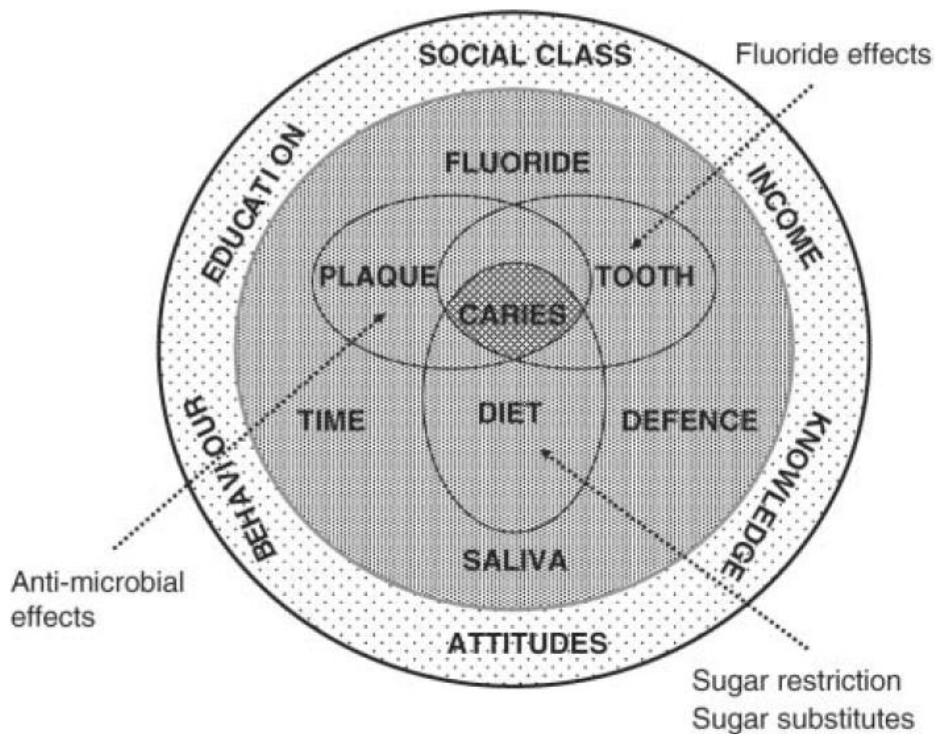 SOCIAL CLASS
Fluoride effects
EDUCATION
INCOME
FLUORIDE
PLAQUE
TOOTH
CARIES
TIME
DIET
DEFENCE
BEHAVIOUR
KNOWLEDGE
SALIVA
Anti-microbial
effects
ATTITUDES
Sugar restriction
Sugar substitutes